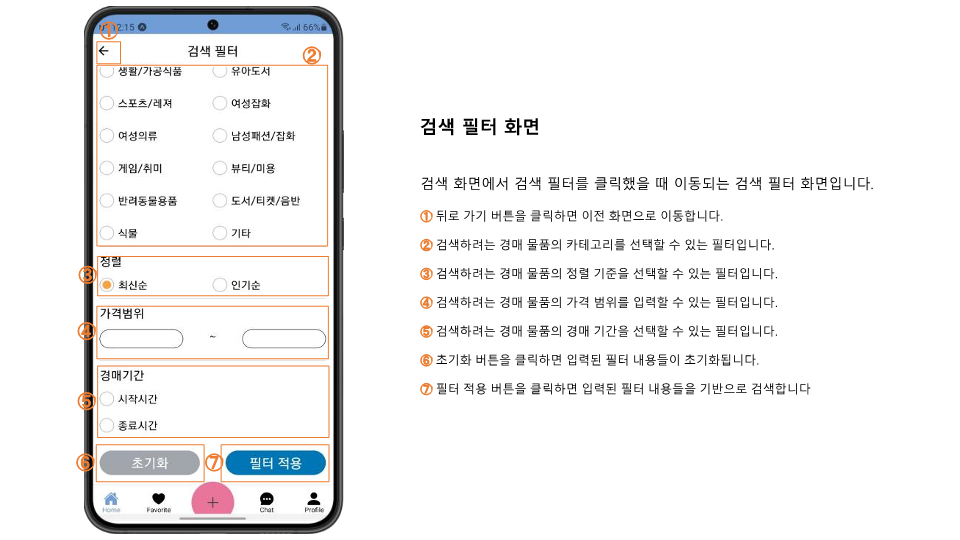 2:15
66%
①
검색 필터
②
생활/가공식품 유아도서
스포츠/레져 여성잡화
여성의류 남성패션/잡화
게임/취미 뷰티/미용
반려동물용품 도서/티켓/음반
식물 기타
정렬
③
최신순 인기순
가격범위
④ ~
경매기간
⑤ 시작시간
종료시간
⑥ 초기화 ⑦ 필터 적용
+
Home Favorite Chat Profile
검색 필터 화면
검색 화면에서 검색 필터를 클릭했을 때 이동되는 검색 필터 화면입니다.
① 뒤로 가기 버튼을 클릭하면 이전 화면으로 이동합니다.
② 검색하려는 경매 물품의 카테고리를 선택할 수 있는 필터입니다.
③ 검색하려는 경매 물품의 정렬 기준을 선택할 수 있는 필터입니다.
④ 검색하려는 경매 물품의 가격 범위를 입력할 수 있는 필터입니다.
⑤ 검색하려는 경매 물품의 경매 기간을 선택할 수 있는 필터입니다.
⑥ 초기화 버튼을 클릭하면 입력된 필터 내용들이 초기화됩니다.
⑦ 필터 적용 버튼을 클릭하면 입력된 필터 내용들을 기반으로 검색합니다